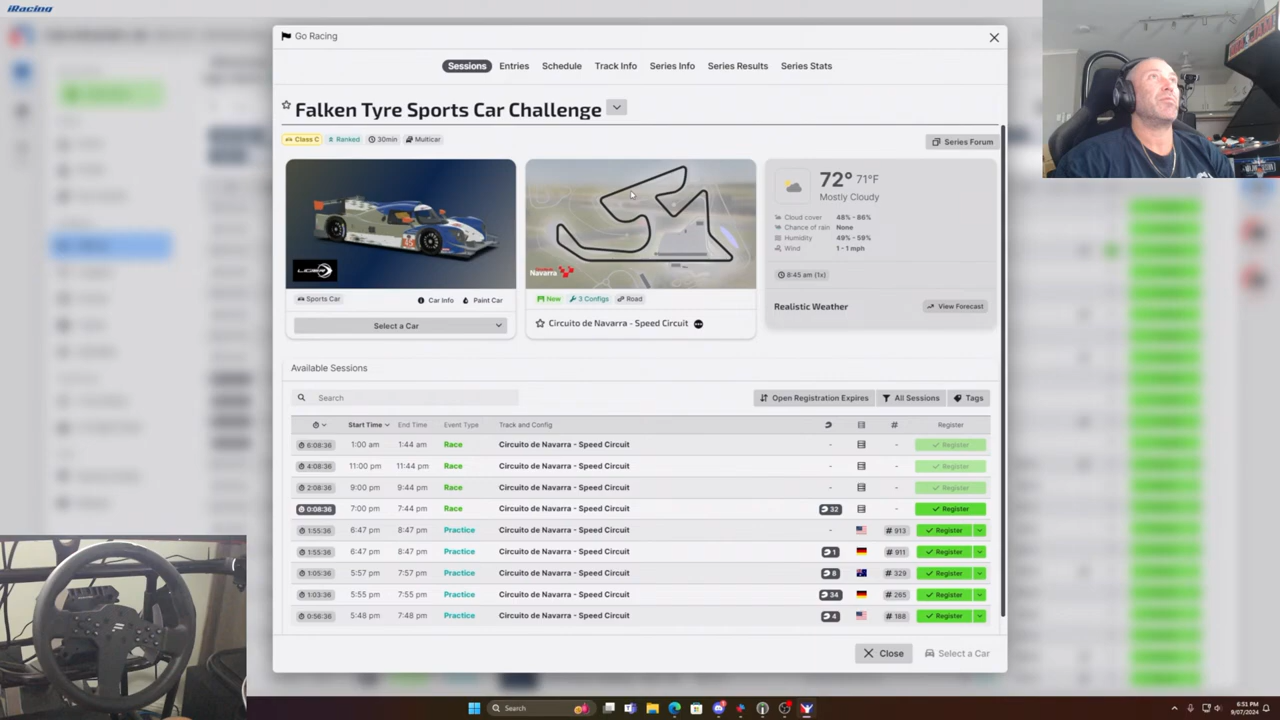 iRacing
Go Racing
Sessions Entries Schedule Track Info Series Info Series Results Series Stats
Falken Tyre Sports Car Challenge
Class C Ranked 30min Multicar
Series Forum
LIGIER
Sports Car Car Info Paint Car
Select a Car
Navarra
New 3 Configs Road
Circuito de Navarra - Speed Circuit
72° 71°F
Mostly Cloudy
Cloud cover 48% - 86%
Chance of rain None
Humidity 49% - 59%
Wind 1 - 1 mph
8:45 am (1x)
Realistic Weather View Forecast
Available Sessions
Search Open Registration Expires All Sessions Tags
Start Time End Time Event Type Track and Config # Register
6:08:36 1:00 am 1:44 am Race Circuito de Navarra - Speed Circuit - - Register
4:08:36 11:00 pm 11:44 pm Race Circuito de Navarra - Speed Circuit - - Register
2:08:36 9:00 pm 9:44 pm Race Circuito de Navarra - Speed Circuit - - Register
0:08:36 7:00 pm 7:44 pm Race Circuito de Navarra - Speed Circuit 32 - Register
1:55:36 6:47 pm 8:47 pm Practice Circuito de Navarra - Speed Circuit - # 913 Register
1:55:36 6:47 pm 8:47 pm Practice Circuito de Navarra - Speed Circuit 1 # 911 Register
1:05:36 5:57 pm 7:57 pm Practice Circuito de Navarra - Speed Circuit 8 # 329 Register
1:03:36 5:55 pm 7:55 pm Practice Circuito de Navarra - Speed Circuit 34 # 265 Register
0:56:36 5:48 pm 7:48 pm Practice Circuito de Navarra - Speed Circuit 4 # 188 Register
Close Select a Car
Search
6:51 PM
9/07/2024